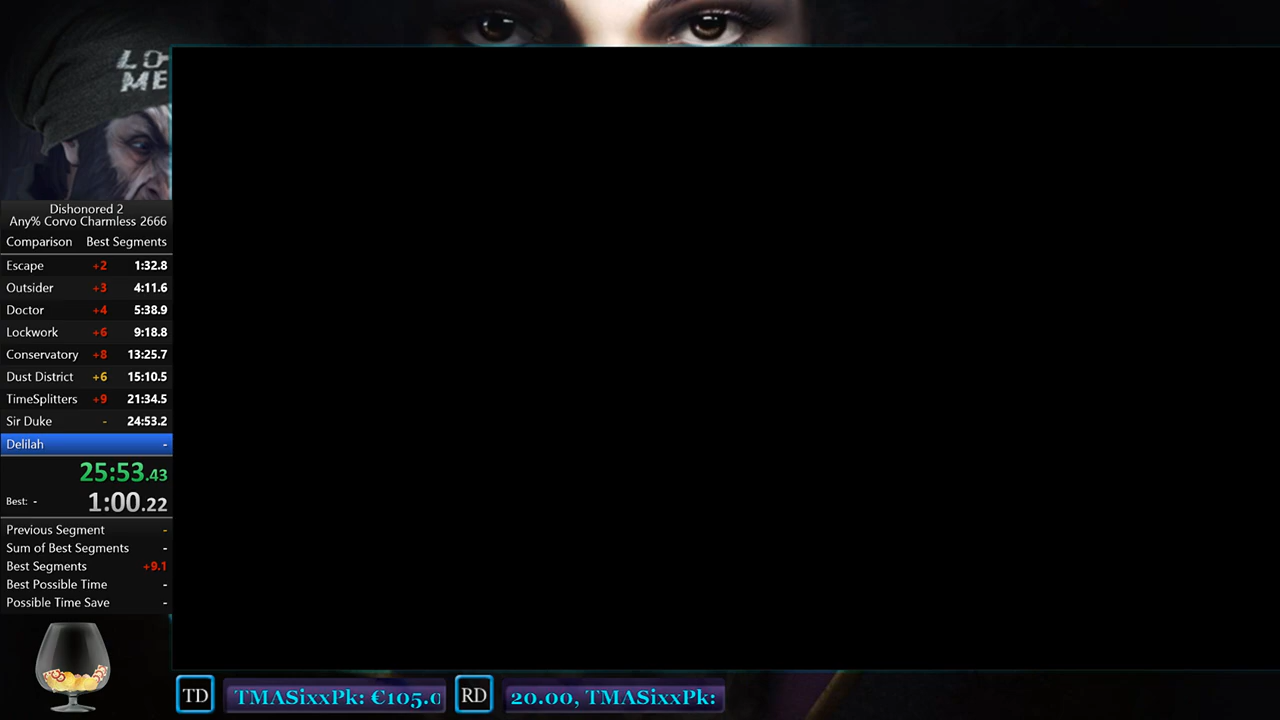 LO
ME
Dishonored 2
Any% Corvo Charmless 2666
Comparison Best Segments
Escape +2 1:32.8
Outsider +3 4:11.6
Doctor +4 5:38.9
Lockwork +6 9:18.8
Conservatory +8 13:25.7
Dust District +6 15:10.5
TimeSplitters +9 21:34.5
Sir Duke - 24:53.2
Delilah -
25:53.43
Best: - 1:00.22
Previous Segment -
Sum of Best Segments -
Best Segments +9.1
Best Possible Time -
Possible Time Save -
TD TMASixxPk: €105.0 RD 20.00, TMASixxPk: